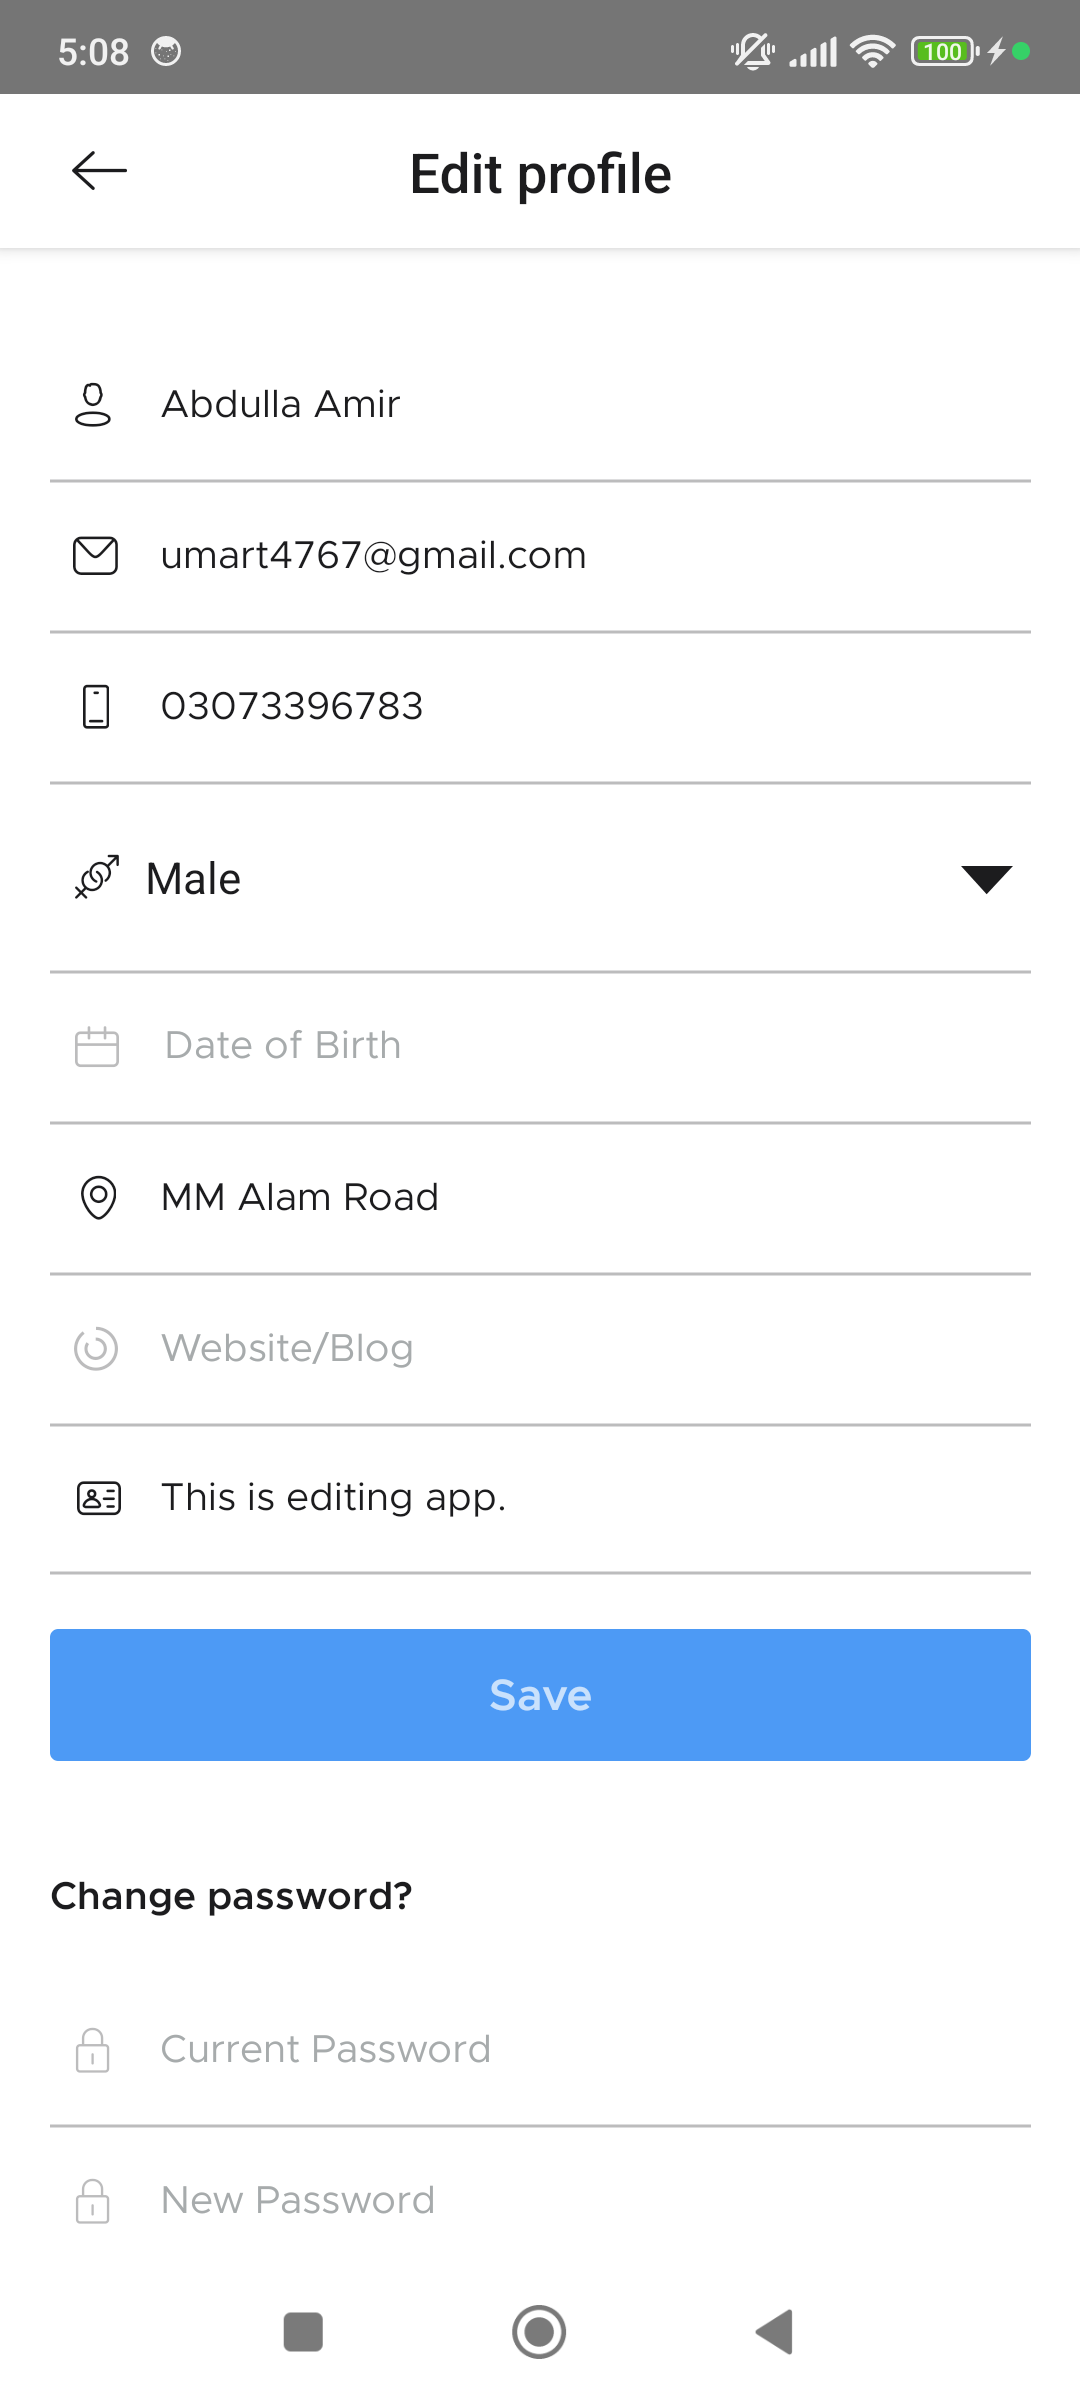 5:08
100
Edit profile
Abdulla Amir
umart4767@gmail.com
03073396783
Male
Date of Birth
MM Alam Road
Website/Blog
This is editing app.
Save
Change password?
Current Password
New Password